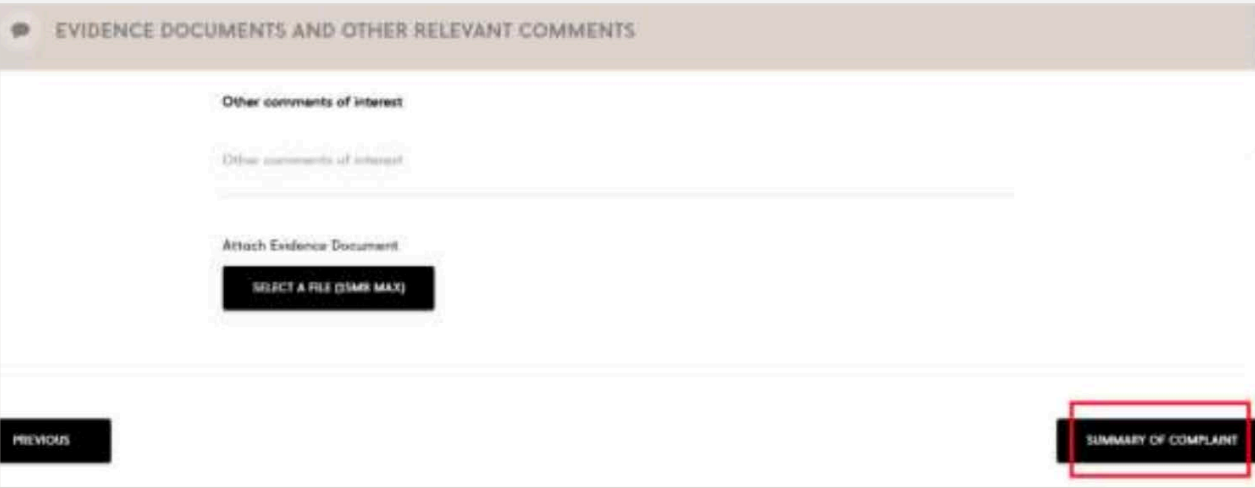 EVIDENCE DOCUMENTS AND OTHER RELEVANT COMMENTS
Other comments of interest
Other comments of interest
Attach Evidence Document
SELECT A FILE (15MB MAX)
PREVIOUS
SUMMARY OF COMPLAINT